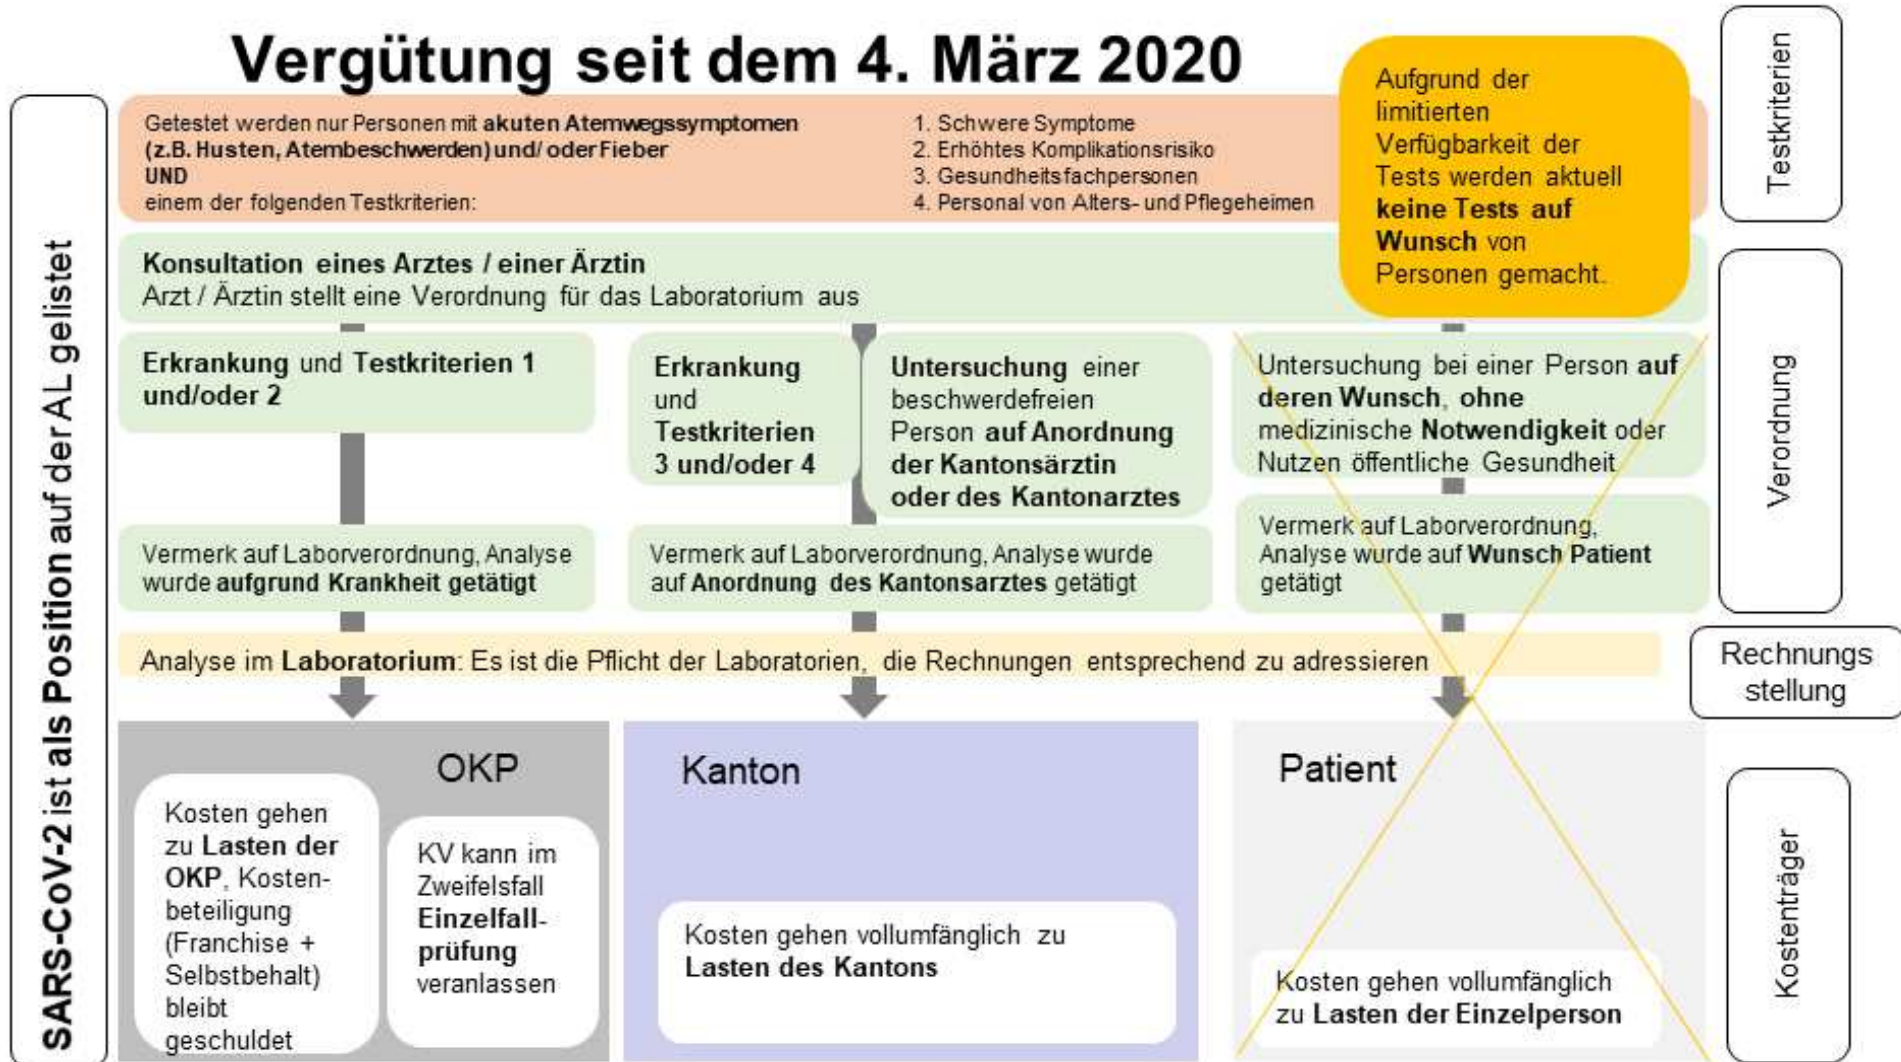 Vergütung seit dem 4. März 2020
SARS-CoV-2 ist als Position auf der AL gelistet
Getestet werden nur Personen mit akuten Atemwegssymptomen
(z.B. Husten, Atembeschwerden) und/ oder Fieber
UND
einem der folgenden Testkriterien:
1. Schwere Symptome
2. Erhöhtes Komplikationsrisiko
3. Gesundheitsfachpersonen
4. Personal von Alters- und Pflegeheimen
Aufgrund der
limitierten
Verfügbarkeit der
Tests werden aktuell
keine Tests auf
Wunsch von
Personen gemacht.
Testkriterien
Konsultation eines Arztes / einer Ärztin
Arzt / Ärztin stellt eine Verordnung für das Laboratorium aus
Erkrankung und Testkriterien 1
und/oder 2
Erkrankung
und
Testkriterien
3 und/oder 4
Untersuchung einer
beschwerdefreien
Person auf Anordnung
der Kantonsärztin
oder des Kantonarztes
Untersuchung bei einer Person auf
deren Wunsch, ohne
medizinische Notwendigkeit oder
Nutzen öffentliche Gesundheit
Verordnung
Vermerk auf Laborverordnung, Analyse
wurde aufgrund Krankheit getätigt
Vermerk auf Laborverordnung, Analyse wurde
auf Anordnung des Kantonsarztes getätigt
Vermerk auf Laborverordnung,
Analyse wurde auf Wunsch Patient
getätigt
Analyse im Laboratorium: Es ist die Pflicht der Laboratorien, die Rechnungen entsprechend zu adressieren
Rechnungs
stellung
OKP
Kosten gehen
zu Lasten der
OKP, Kosten-
beteiligung
(Franchise +
Selbstbehalt)
bleibt
geschuldet
KV kann im
Zweifelsfall
Einzelfall-
prüfung
veranlassen
Kanton
Kosten gehen vollumfänglich zu
Lasten des Kantons
Patient
Kosten gehen vollumfänglich
zu Lasten der Einzelperson
Kostenträger